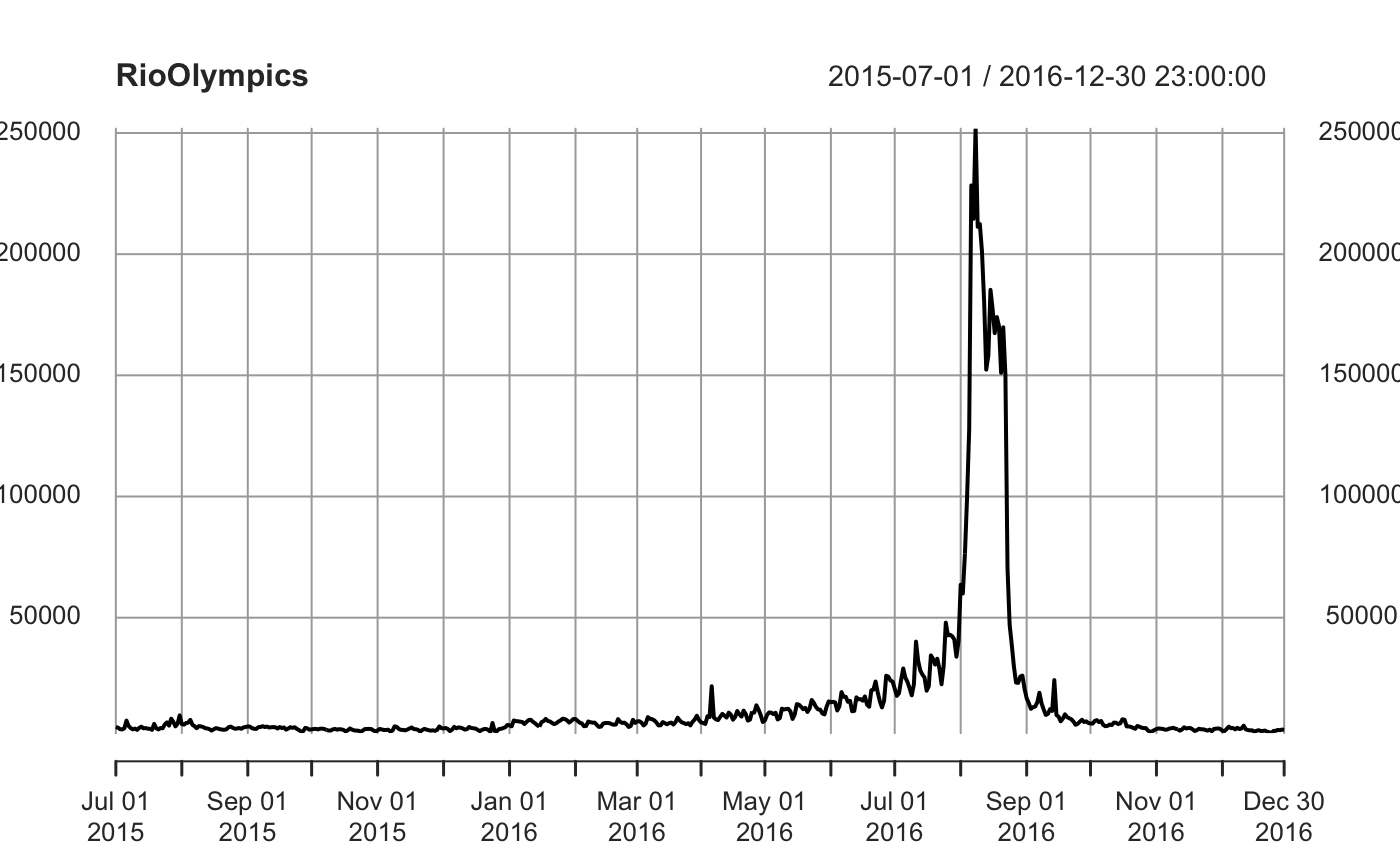 RioOlympics 2015-07-01 / 2016-12-30 23:00:00
250000 250000
200000 200000
150000 150000
100000 100000
50000 50000
Jul 01 Sep 01 Nov 01 Jan 01 Mar 01 May 01 Jul 01 Sep 01 Nov 01 Dec 30
2015 2015 2015 2016 2016 2016 2016 2016 2016 2016